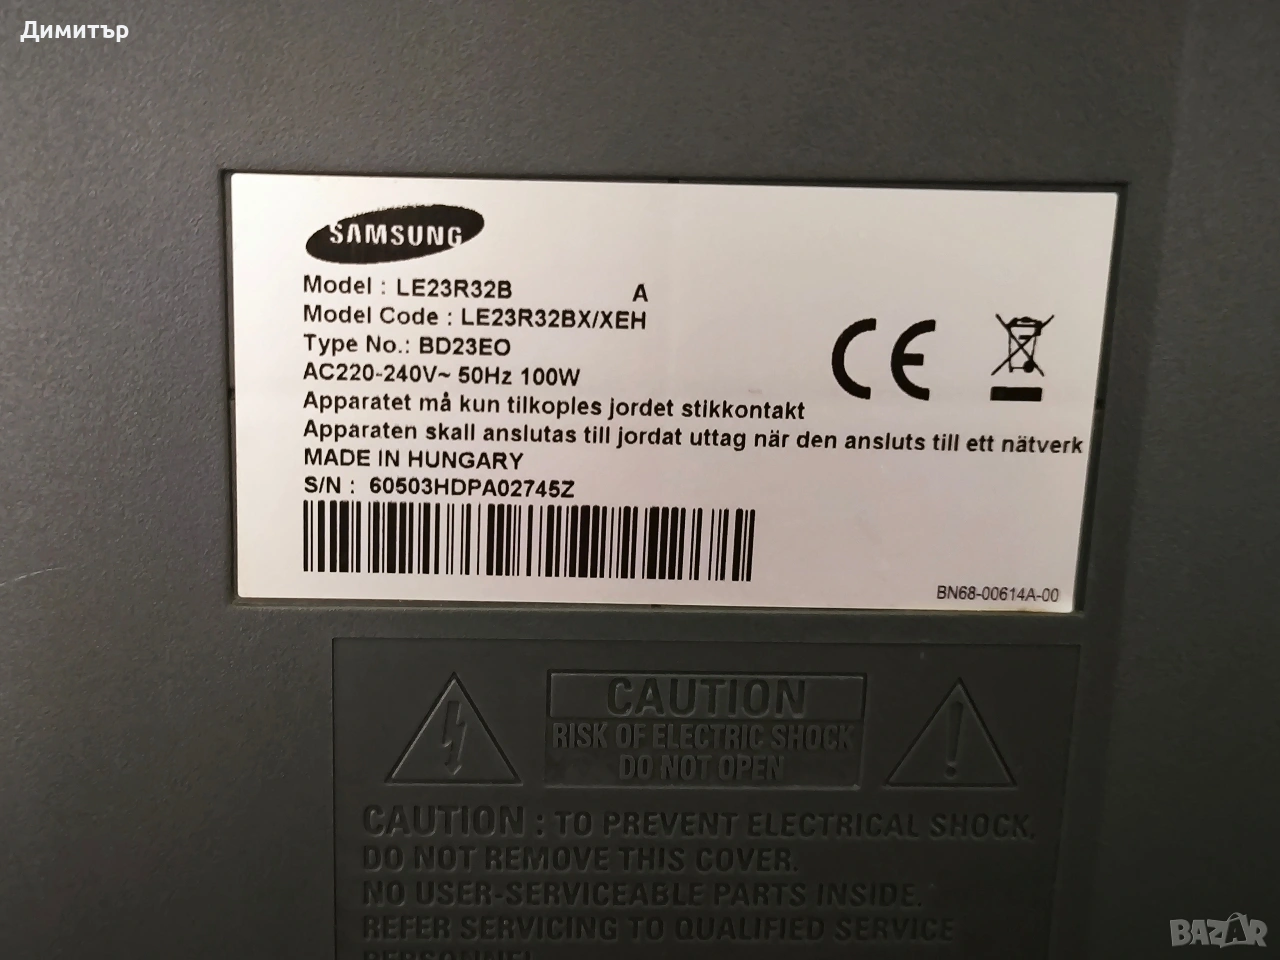 Димитър
SAMSUNG
Model : LE23R32B A
Model Code : LE23R32BX/XEH
Type No.: BD23EO
AC220-240V~ 50Hz 100W
Apparatet må kun tilkoples jordet stikkontakt
Apparaten skall anslutas till jordat uttag när den ansluts till ett nätverk
MADE IN HUNGARY
S/N : 60503HDPA02745Z
CE
BN68-00614A-00
CAUTION
RISK OF ELECTRIC SHOCK
DO NOT OPEN
CAUTION : TO PREVENT ELECTRICAL SHOCK,
DO NOT REMOVE THIS COVER.
NO USER-SERVICEABLE PARTS INSIDE.
REFER SERVICING TO QUALIFIED SERVICE
PERSONNEL
BAZAR